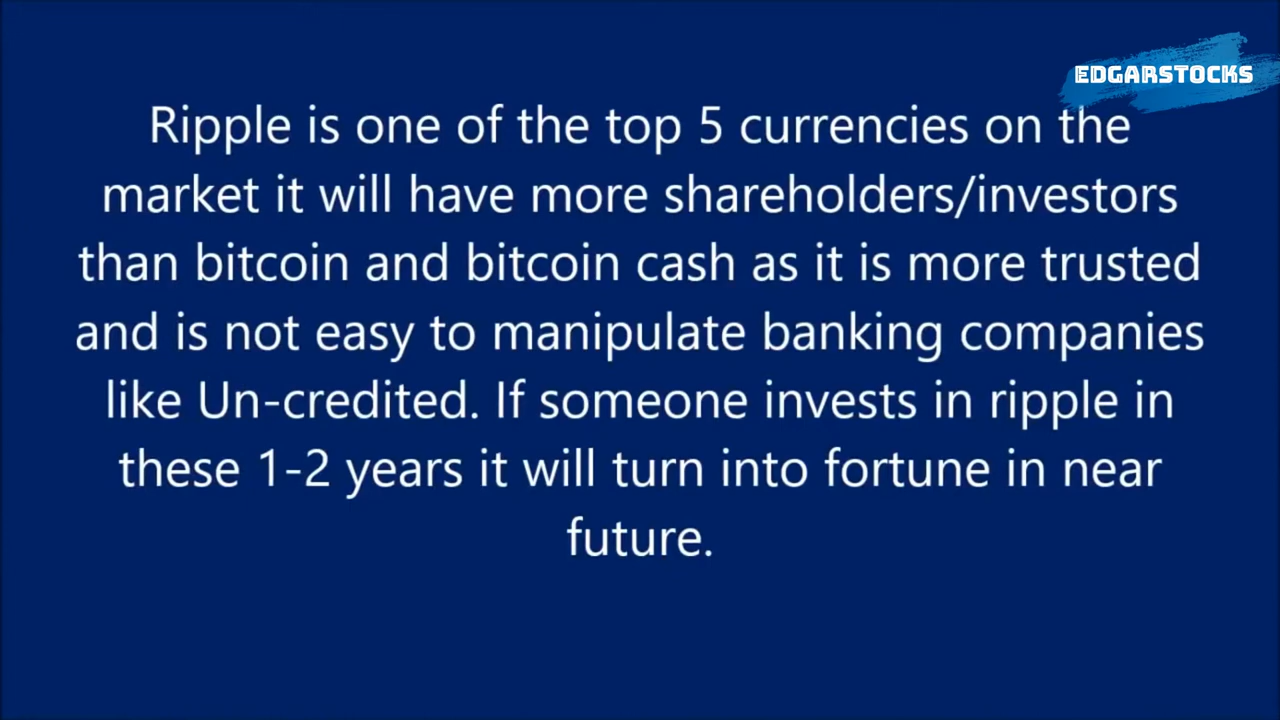 EDGARSTOCKS
Ripple is one of the top 5 currencies on the
market it will have more shareholders/investors
than bitcoin and bitcoin cash as it is more trusted
and is not easy to manipulate banking companies
like Un-credited. If someone invests in ripple in
these 1-2 years it will turn into fortune in near
future.